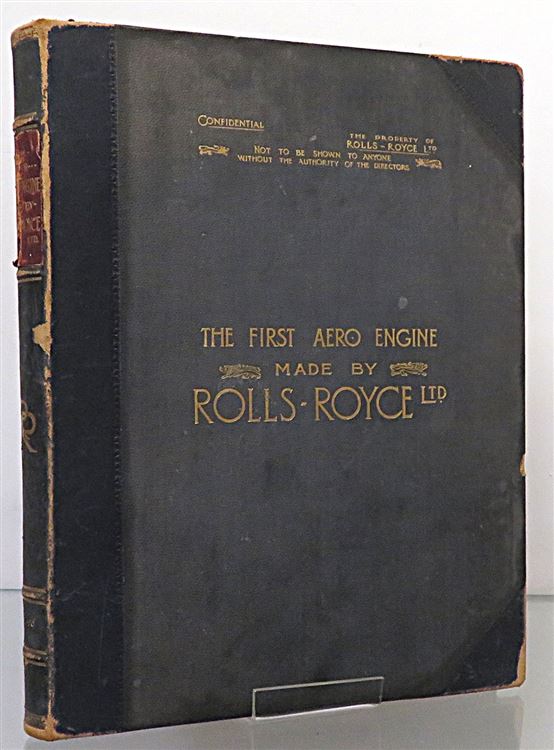 CONFIDENTIAL
THE PROPERTY OF
ROLLS-ROYCE LTD
NOT TO BE SHOWN TO ANYONE
WITHOUT THE AUTHORITY OF THE DIRECTORS
THE FIRST AERO ENGINE
MADE BY
ROLLS-ROYCE LTD